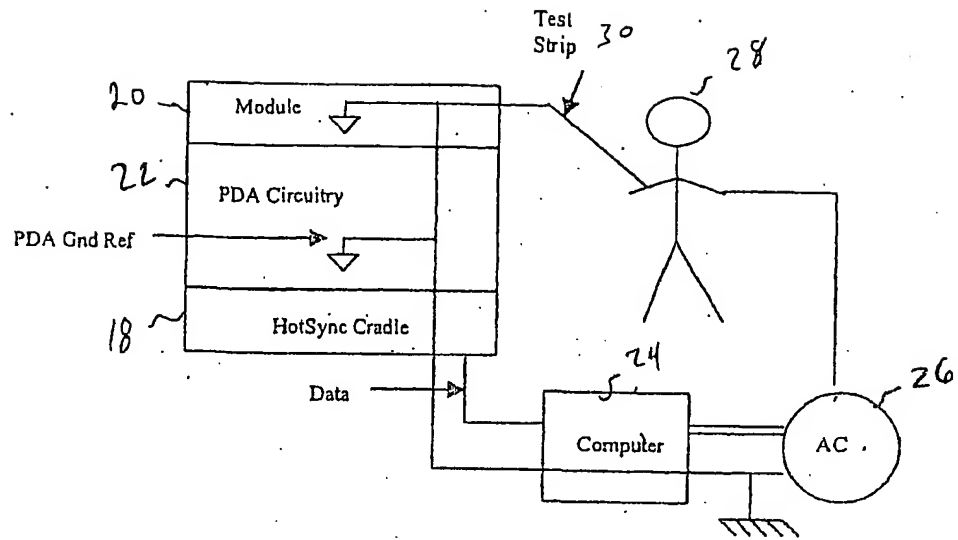 Test
Strip 30
28
20
Module
22
PDA Circuitry
PDA Gnd Ref
18
HotSync Cradle
24
26
Data
Computer
AC